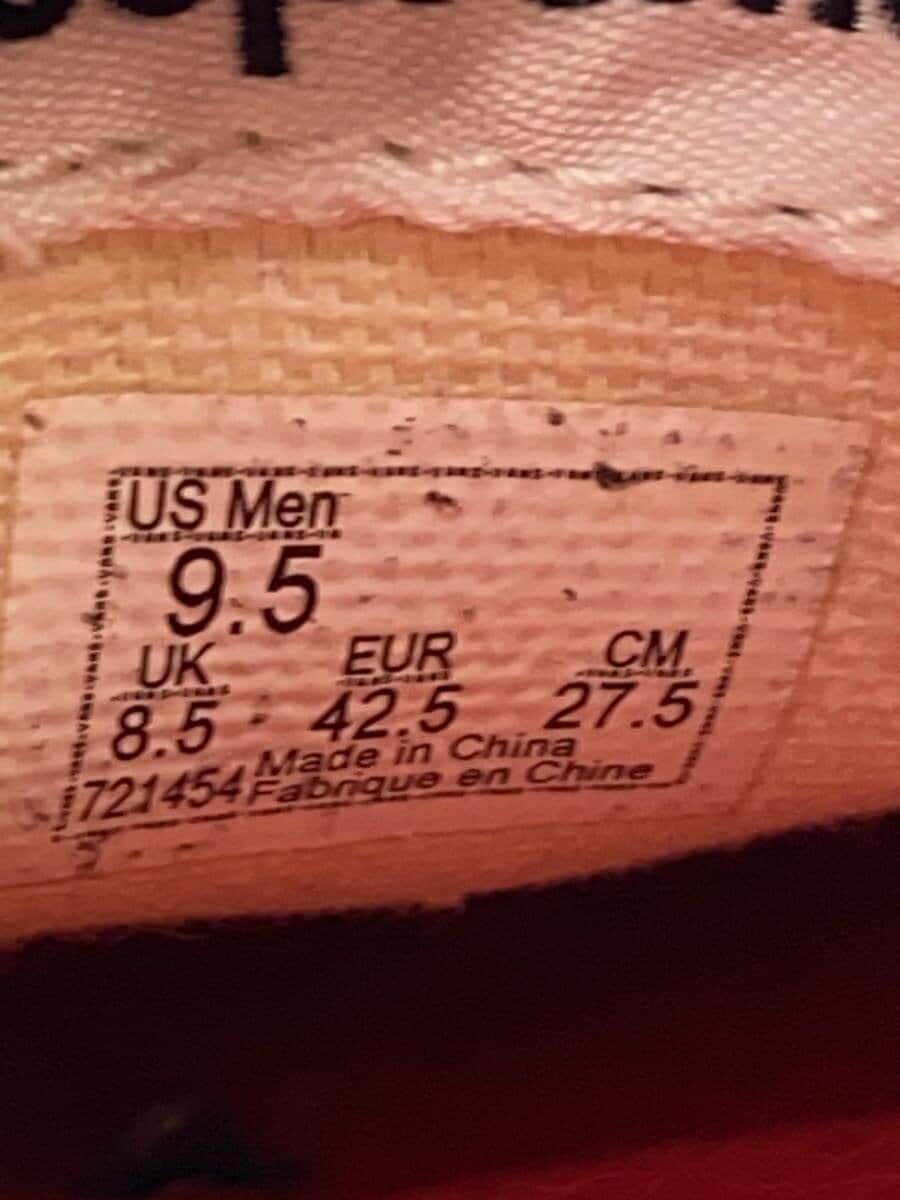 US Men
9.5
UK EUR CM
8.5 42.5 27.5
721454 Made in China
Fabrique en Chine